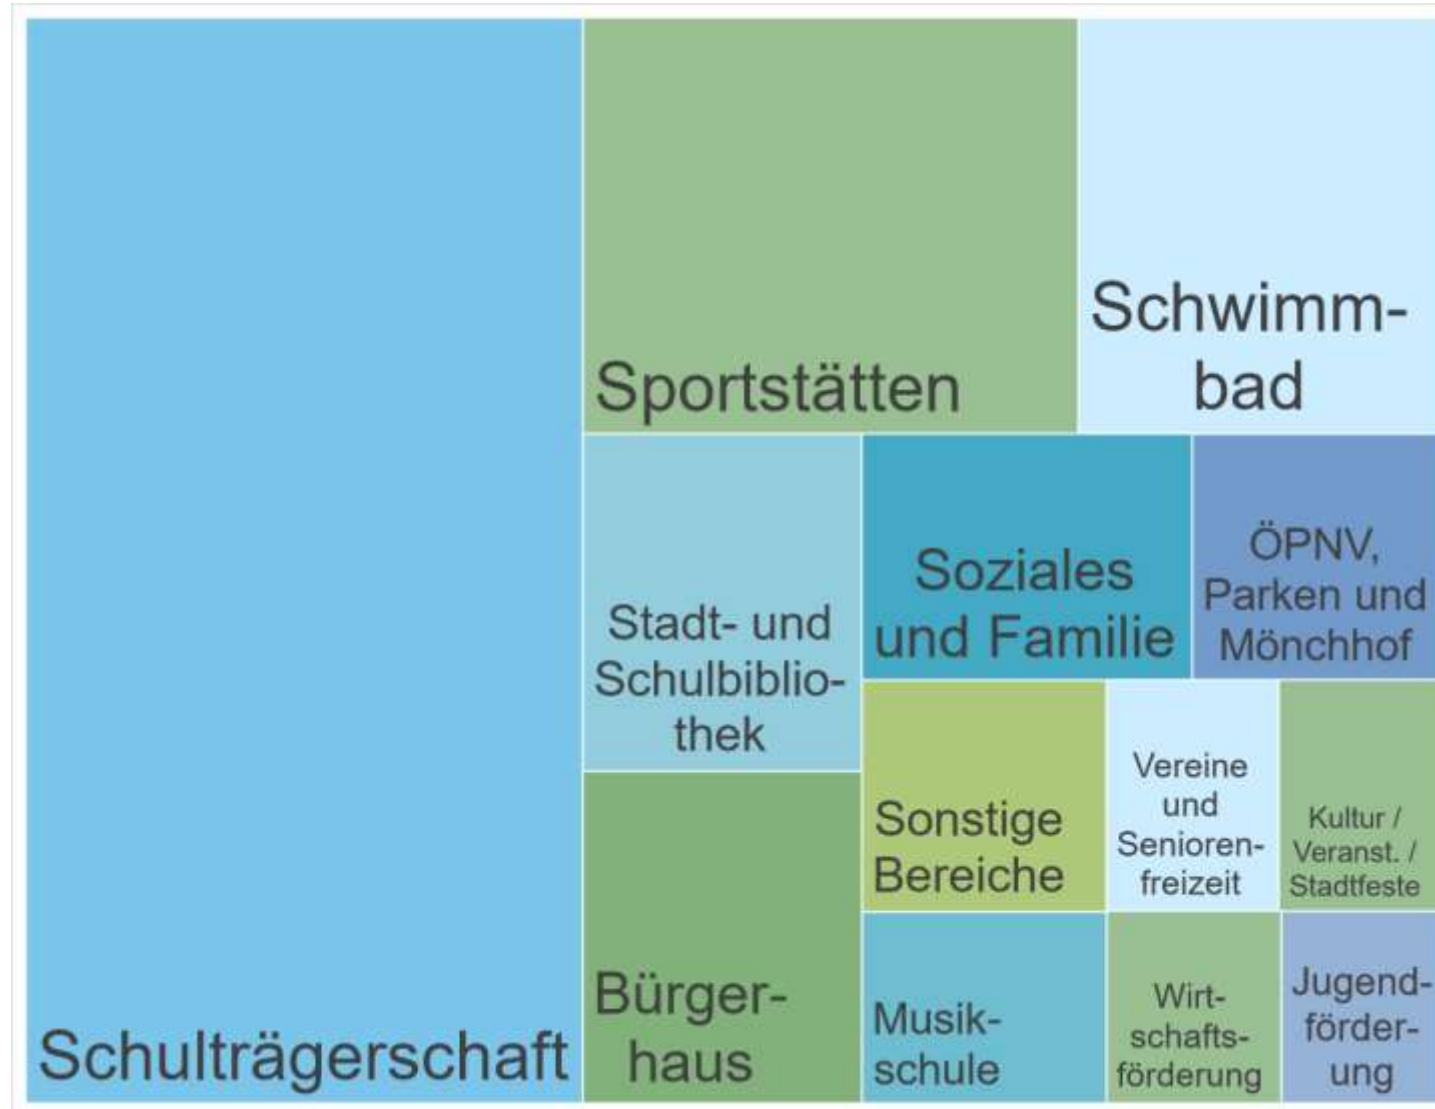 Schulträgerschaft
Sportstätten
Schwimm-
bad
Stadt- und
Schulbiblio-
thek
Soziales
und Familie
ÖPNV,
Parken und
Mönchhof
Bürger-
haus
Sonstige
Bereiche
Vereine
und
Senioren-
freizeit
Kultur /
Veranst. /
Stadtfeste
Musik-
schule
Wirt-
schafts-
förderung
Jugend-
förder-
ung